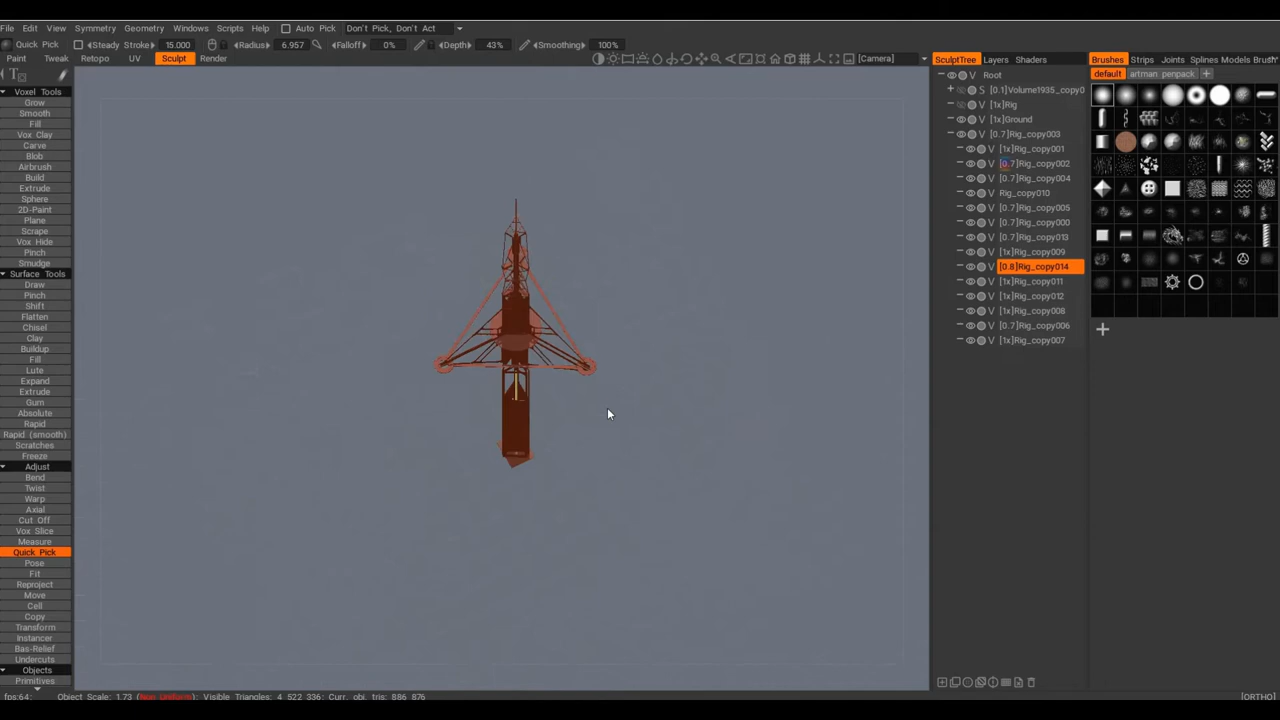 File Edit View Symmetry Geometry Windows Scripts Help Auto Pick Don't Pick, Don't Act
Quick Pick Steady Stroke 15.000 Radius 6.957 Falloff 0% Depth 43% Smoothing 100%
Paint Tweak Retopo UV Sculpt Render [Camera] SculptTree Layers Shaders Brushes Strips Joints Splines Models Brush
default artman penpack +
Root
[0.1]Volume1935_copy0
[1x]Rig
[1x]Ground
[0.7]Rig_copy003
[1x]Rig_copy001
[0.7]Rig_copy002
[0.7]Rig_copy004
Rig_copy010
[0.7]Rig_copy005
[0.7]Rig_copy000
[0.7]Rig_copy013
[1x]Rig_copy009
[0.8]Rig_copy014
[1x]Rig_copy011
[1x]Rig_copy012
[1x]Rig_copy008
[0.7]Rig_copy006
[1x]Rig_copy007
Voxel Tools
Grow
Smooth
Fill
Vox Clay
Carve
Blob
Airbrush
Build
Extrude
Sphere
2D-Paint
Plane
Scrape
Vox Hide
Pinch
Smudge
Surface Tools
Draw
Pinch
Shift
Flatten
Chisel
Clay
Buildup
Fill
Lute
Expand
Extrude
Gum
Absolute
Rapid
Rapid (smooth)
Scratches
Freeze
Adjust
Bend
Twist
Warp
Axial
Cut Off
Vox Slice
Measure
Quick Pick
Pose
Fit
Reproject
Move
Cell
Copy
Transform
Instancer
Bas-Relief
Undercuts
Objects
Primitives
fps:64; Object Scale: 1.73 (Non Uniform); Visible Triangles: 4 522 336; Curr. obj. tris: 886 876 [ORTHO]